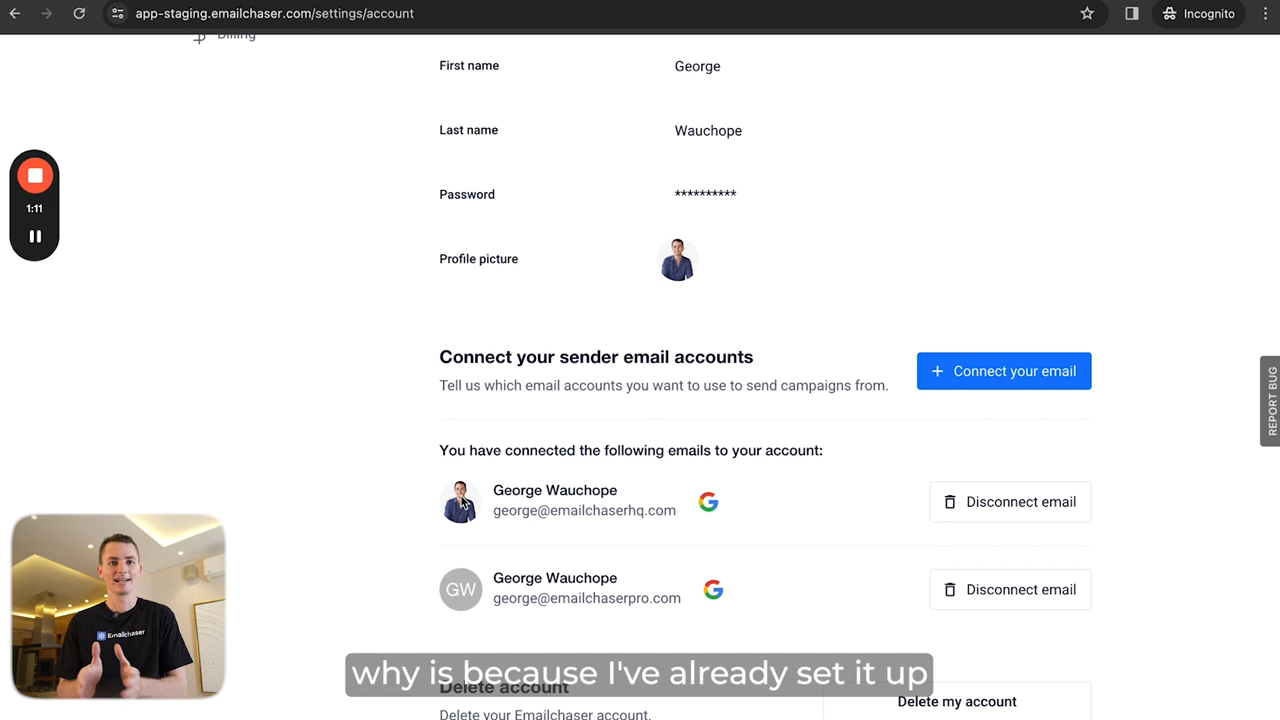 app-staging.emailchaser.com/settings/account
Incognito
Billing
First name
George
Last name
Wauchope
1:11
Password
**********
Profile picture
Connect your sender email accounts
Tell us which email accounts you want to use to send campaigns from.
+ Connect your email
REPORT BUG
You have connected the following emails to your account:
George Wauchope
george@emailchaserhq.com
Disconnect email
GW
George Wauchope
george@emailchaserpro.com
Disconnect email
Emailchaser
why is because I've already set it up
Delete account
Delete your Emailchaser account.
Delete my account